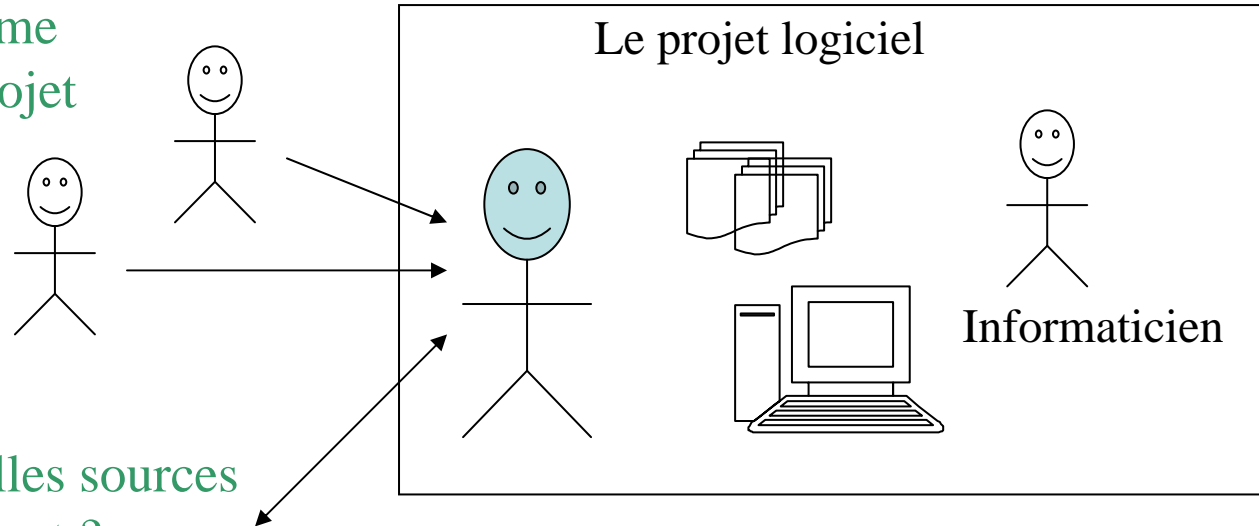 me
ojet
Le projet logiciel
Informaticien
lles sources